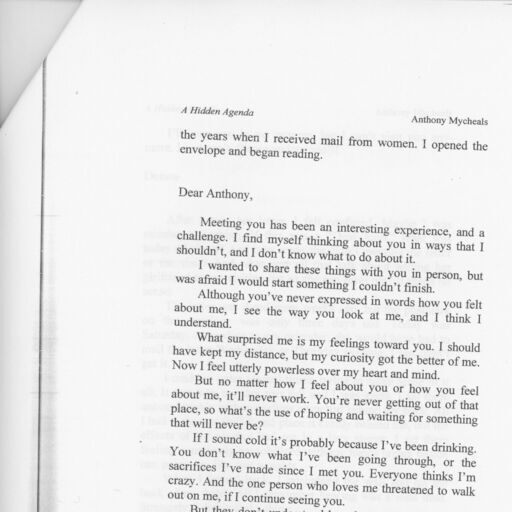 A Hidden Agenda
Anthony Mycheals
the years when I received mail from women. I opened the
envelope and began reading.
Dear Anthony,
Meeting you has been an interesting experience, and a
challenge. I find myself thinking about you in ways that I
shouldn't, and I don't know what to do about it.
I wanted to share these things with you in person, but
was afraid I would start something I couldn't finish.
Although you've never expressed in words how you felt
about me, I see the way you look at me, and I think I
understand.
What surprised me is my feelings toward you. I should
have kept my distance, but my curiosity got the better of me.
Now I feel utterly powerless over my heart and mind.
But no matter how I feel about you or how you feel
about me, it'll never work. You're never getting out of that
place, so what's the use of hoping and waiting for something
that will never be?
If I sound cold it's probably because I've been drinking.
You don't know what I've been going through, or the
sacrifices I've made since I met you. Everyone thinks I'm
crazy. And the one person who loves me threatened to walk
out on me, if I continue seeing you.
But they don't